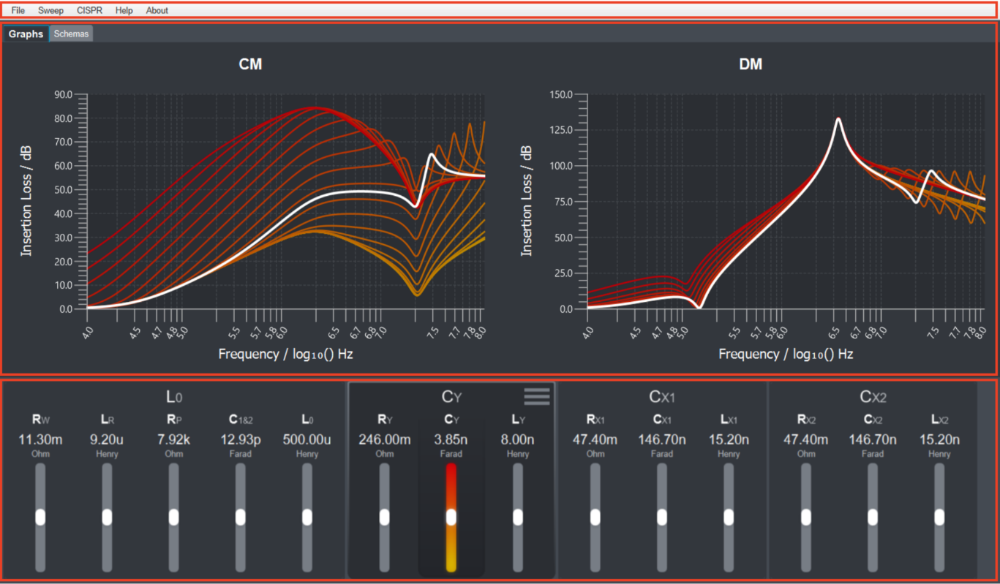 File Sweep CISPR Help About
Graphs Schemas
CM
Insertion Loss / dB
90.0
80.0
70.0
60.0
50.0
40.0
30.0
20.0
10.0
0.0
4.0 4.5 4.7 4.8 5.0 5.5 5.7 5.8 6.0 6.5 6.7 6.8 7.0 7.5 7.7 7.8 8.0
Frequency / log₁₀() Hz
DM
Insertion Loss / dB
150.0
125.0
100.0
75.0
50.0
25.0
0.0
4.0 4.5 4.7 4.8 5.0 5.5 5.7 5.8 6.0 6.5 6.7 6.8 7.0 7.5 7.7 7.8 8.0
Frequency / log₁₀() Hz
L0
RW LR RP C1&2 L0
11.30m 9.20u 7.92k 12.93p 500.00u
Ohm Henry Ohm Farad Henry
CY
RY CY LY
246.00m 3.85n 8.00n
Ohm Farad Henry
CX1
RX1 CX1 LX1
47.40m 146.70n 15.20n
Ohm Farad Henry
CX2
RX2 CX2 LX2
47.40m 146.70n 15.20n
Ohm Farad Henry